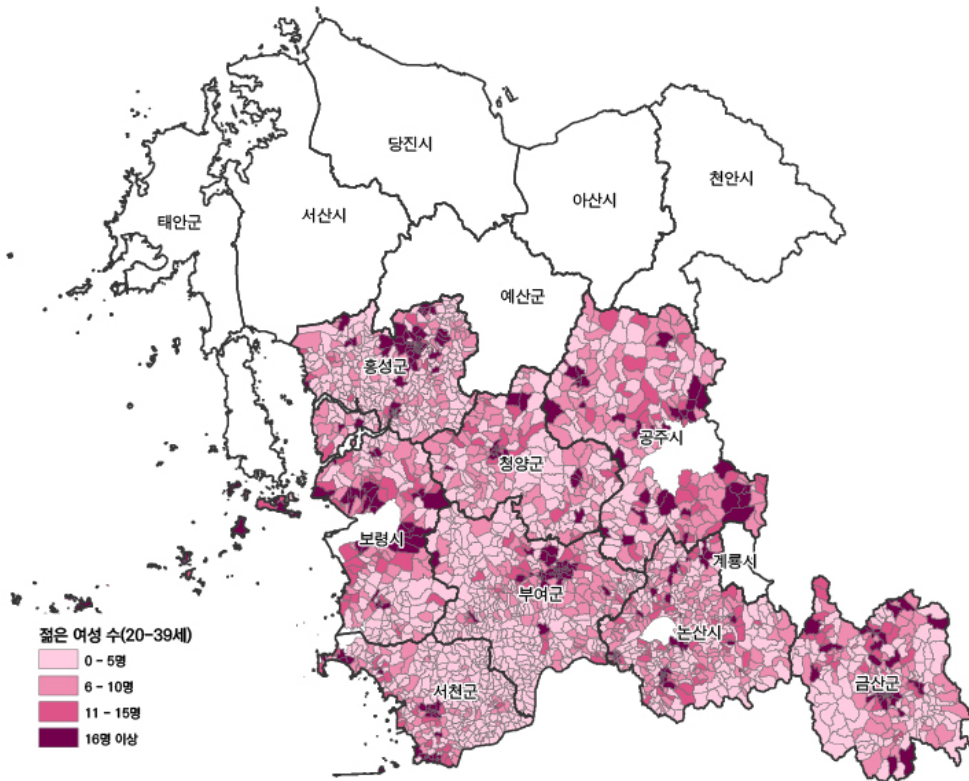 당진시
천안시
아산시
서산시
태안군
예산군
홍성군
공주시
청양군
보령시
계룡시
부여군
논산시
서천군
금산군
젊은 여성 수(20-39세)
0 - 5명
6 - 10명
11 - 15명
16명 이상